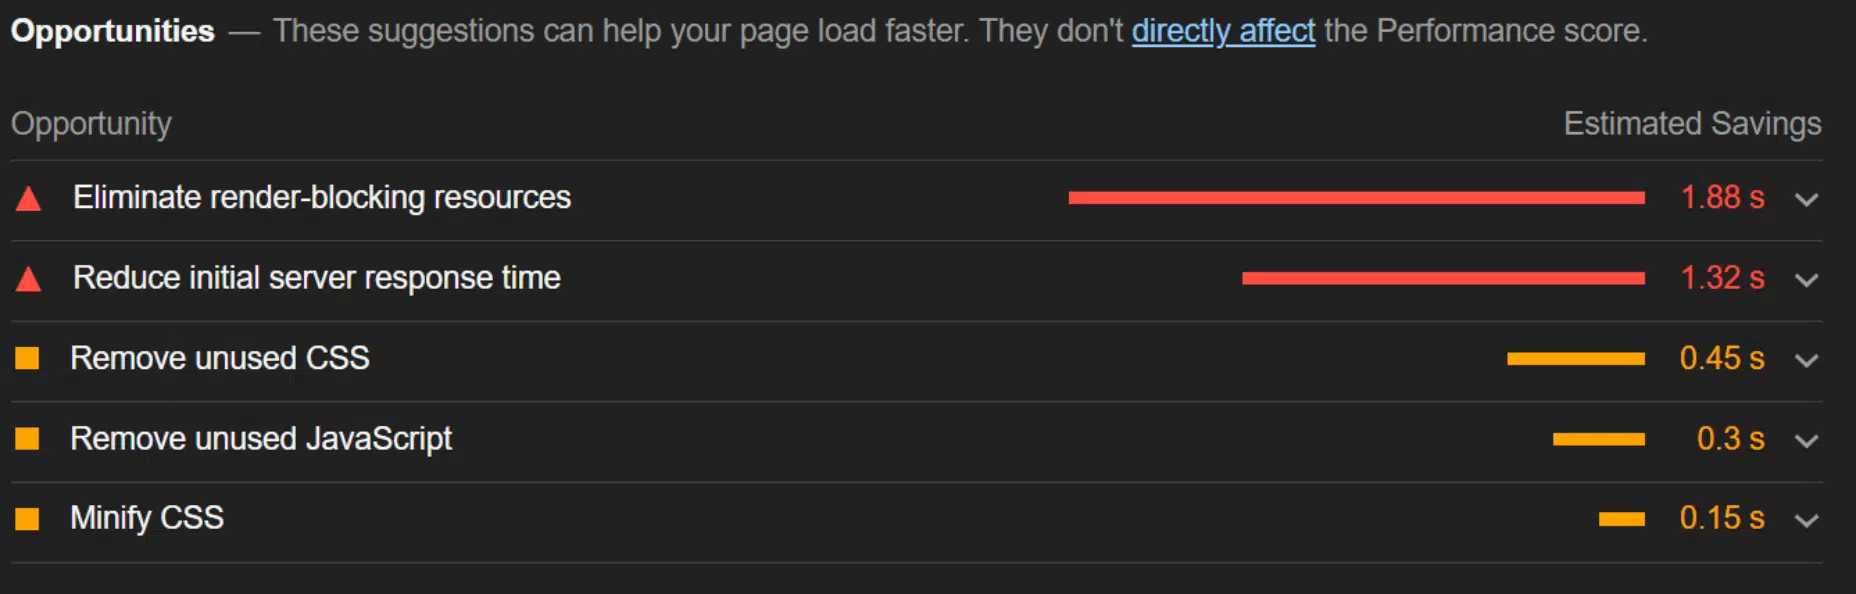 Opportunities — These suggestions can help your page load faster. They don't directly affect the Performance score.
Opportunity Estimated Savings
Eliminate render-blocking resources 1.88 s
Reduce initial server response time 1.32 s
Remove unused CSS 0.45 s
Remove unused JavaScript 0.3 s
Minify CSS 0.15 s